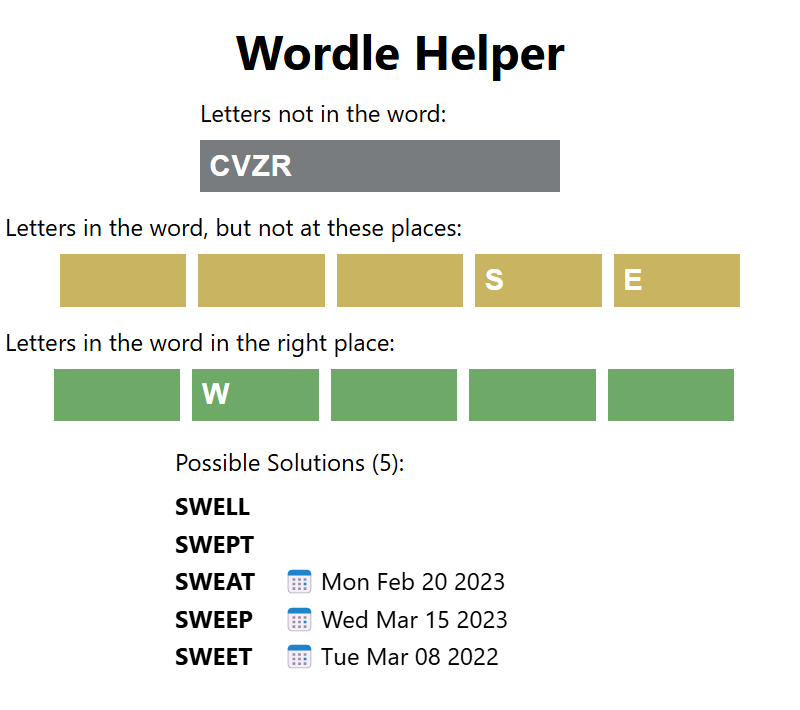 Wordle Helper
Letters not in the word:
CVZR
Letters in the word, but not at these places:
S E
Letters in the word in the right place:
W
Possible Solutions (5):
SWELL
SWEPT
SWEAT Mon Feb 20 2023
SWEEP Wed Mar 15 2023
SWEET Tue Mar 08 2022